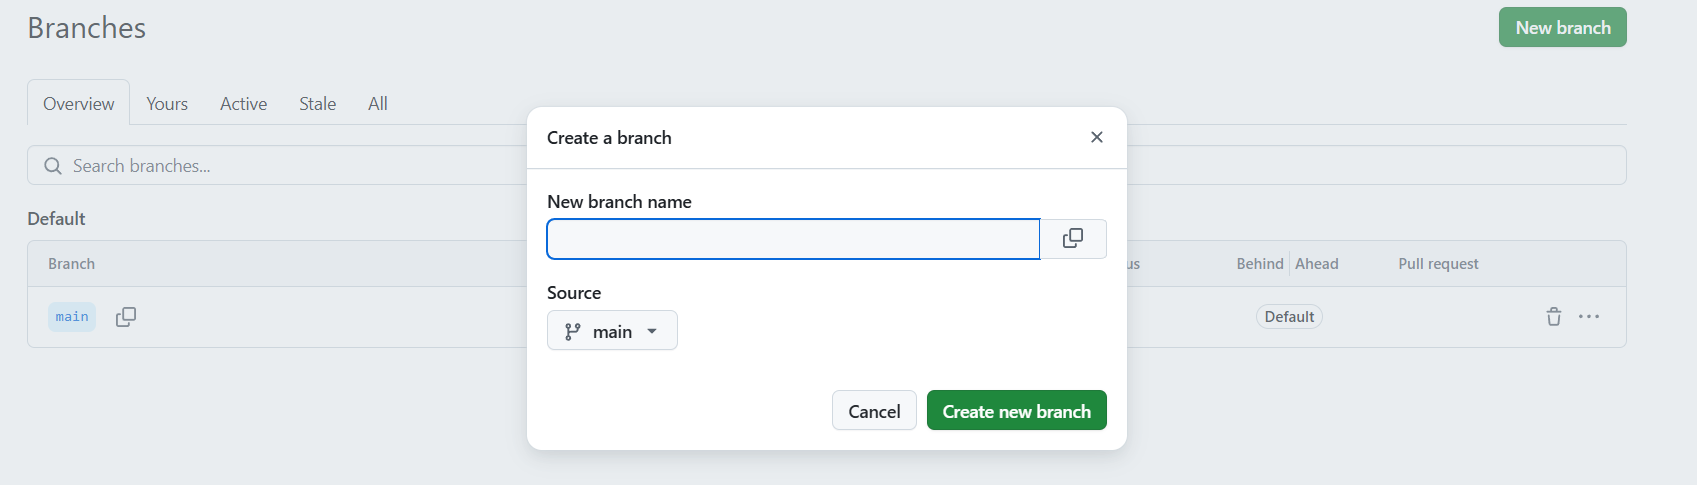 Branches
New branch
Overview
Yours
Active
Stale
All
Create a branch
Search branches...
New branch name
Default
Branch
Behind
Ahead
Pull request
Source
main
Default
main
Cancel
Create new branch